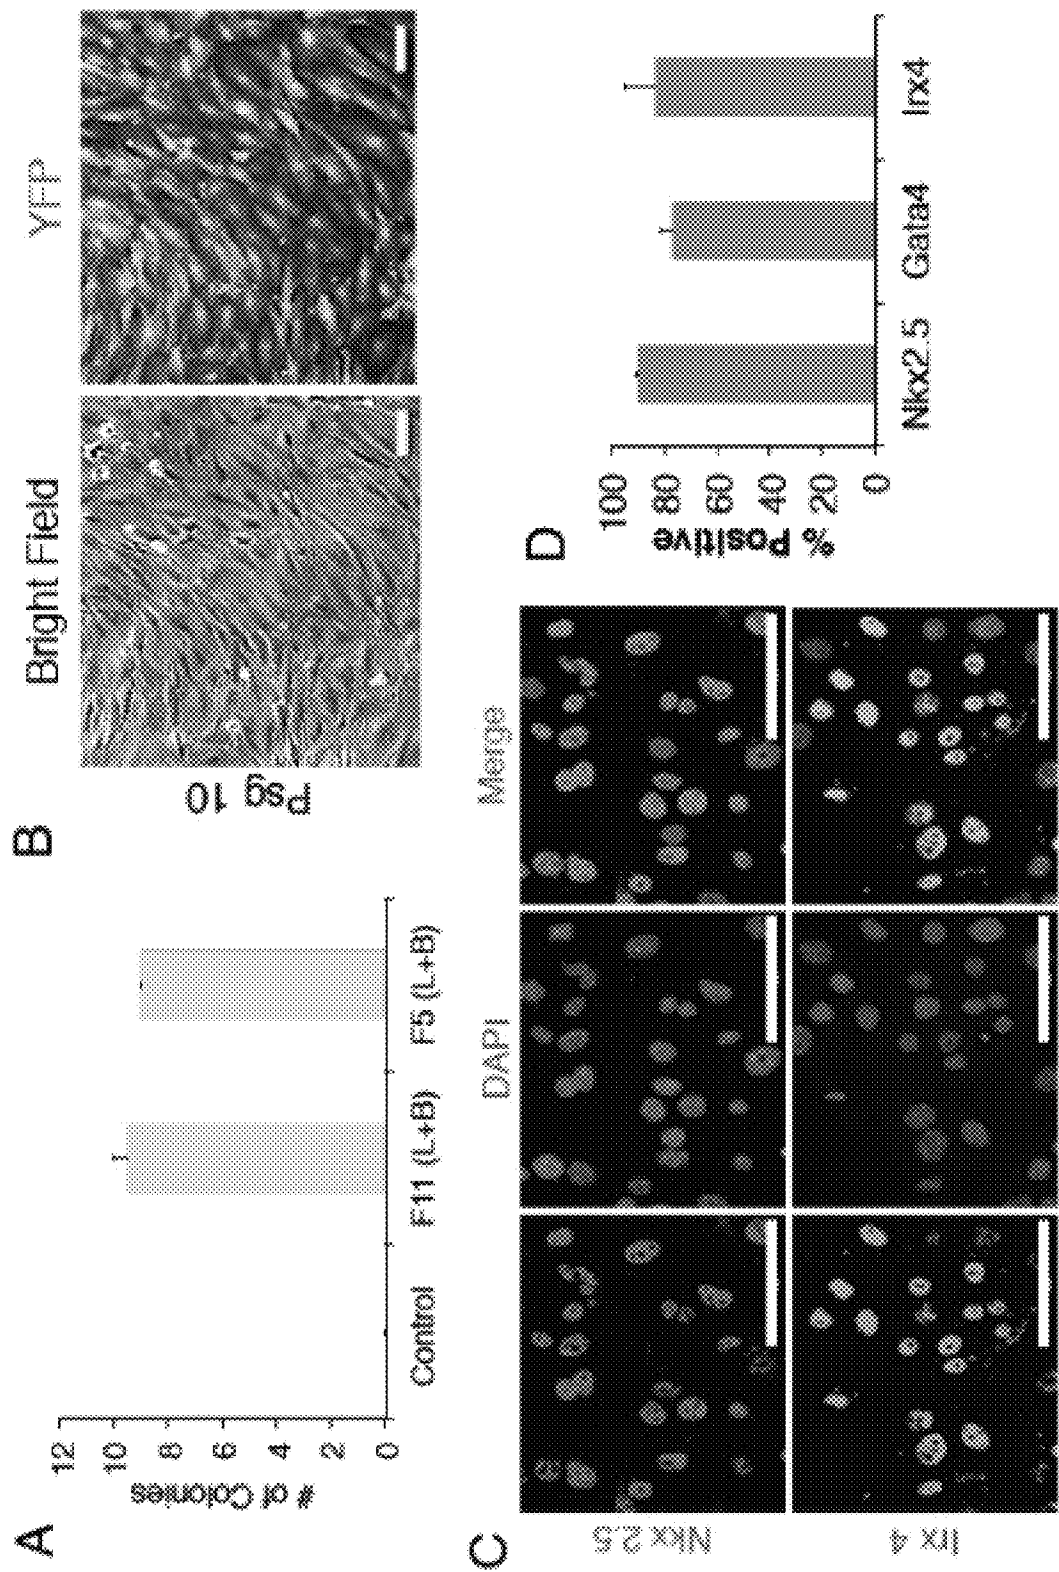 A
# of Colonies
12
10
8
6
4
2
0
Control
F11 (L+B)
F5 (L+B)
B
Bright Field
YFP
Psg 10
C
DAPI
Merge
Nkx 2.5
Irx 4
D
% Positive
100
80
60
40
20
0
Nkx2.5
Gata4
Irx4